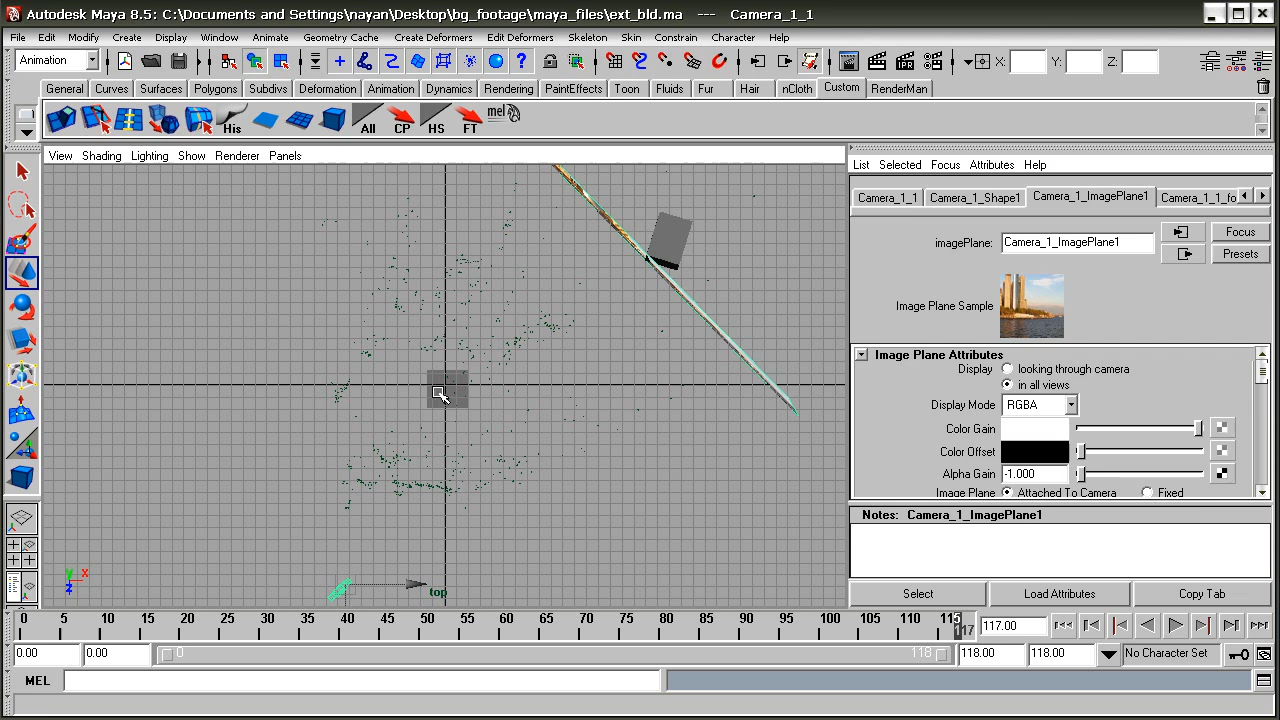 Autodesk Maya 8.5: C:\Documents and Settings\nayan\Desktop\bg_footage\maya_files\ext_bld.ma --- Camera_1_1
File Edit Modify Create Display Window Animate Geometry Cache Create Deformers Edit Deformers Skeleton Skin Constrain Character Help
Animation X: Y: Z:
General Curves Surfaces Polygons Subdivs Deformation Animation Dynamics Rendering PaintEffects Toon Fluids Fur Hair nCloth Custom RenderMan
His All CP HS FT mel
View Shading Lighting Show Renderer Panels
List Selected Focus Attributes Help
Camera_1_1 Camera_1_Shape1 Camera_1_ImagePlane1 Camera_1_1_fo
imagePlane: Camera_1_ImagePlane1 Focus
Presets
Image Plane Sample
Image Plane Attributes
Display looking through camera
in all views
Display Mode RGBA
Color Gain
Color Offset
Alpha Gain -1.000
Image Plane Attached To Camera Fixed
Notes: Camera_1_ImagePlane1
y x
z
top
Select Load Attributes Copy Tab
0 5 10 15 20 25 30 35 40 45 50 55 60 65 70 75 80 85 90 95 100 105 110 115
117 117.00
0.00 0.00 0 118 118.00 118.00 No Character Set
MEL